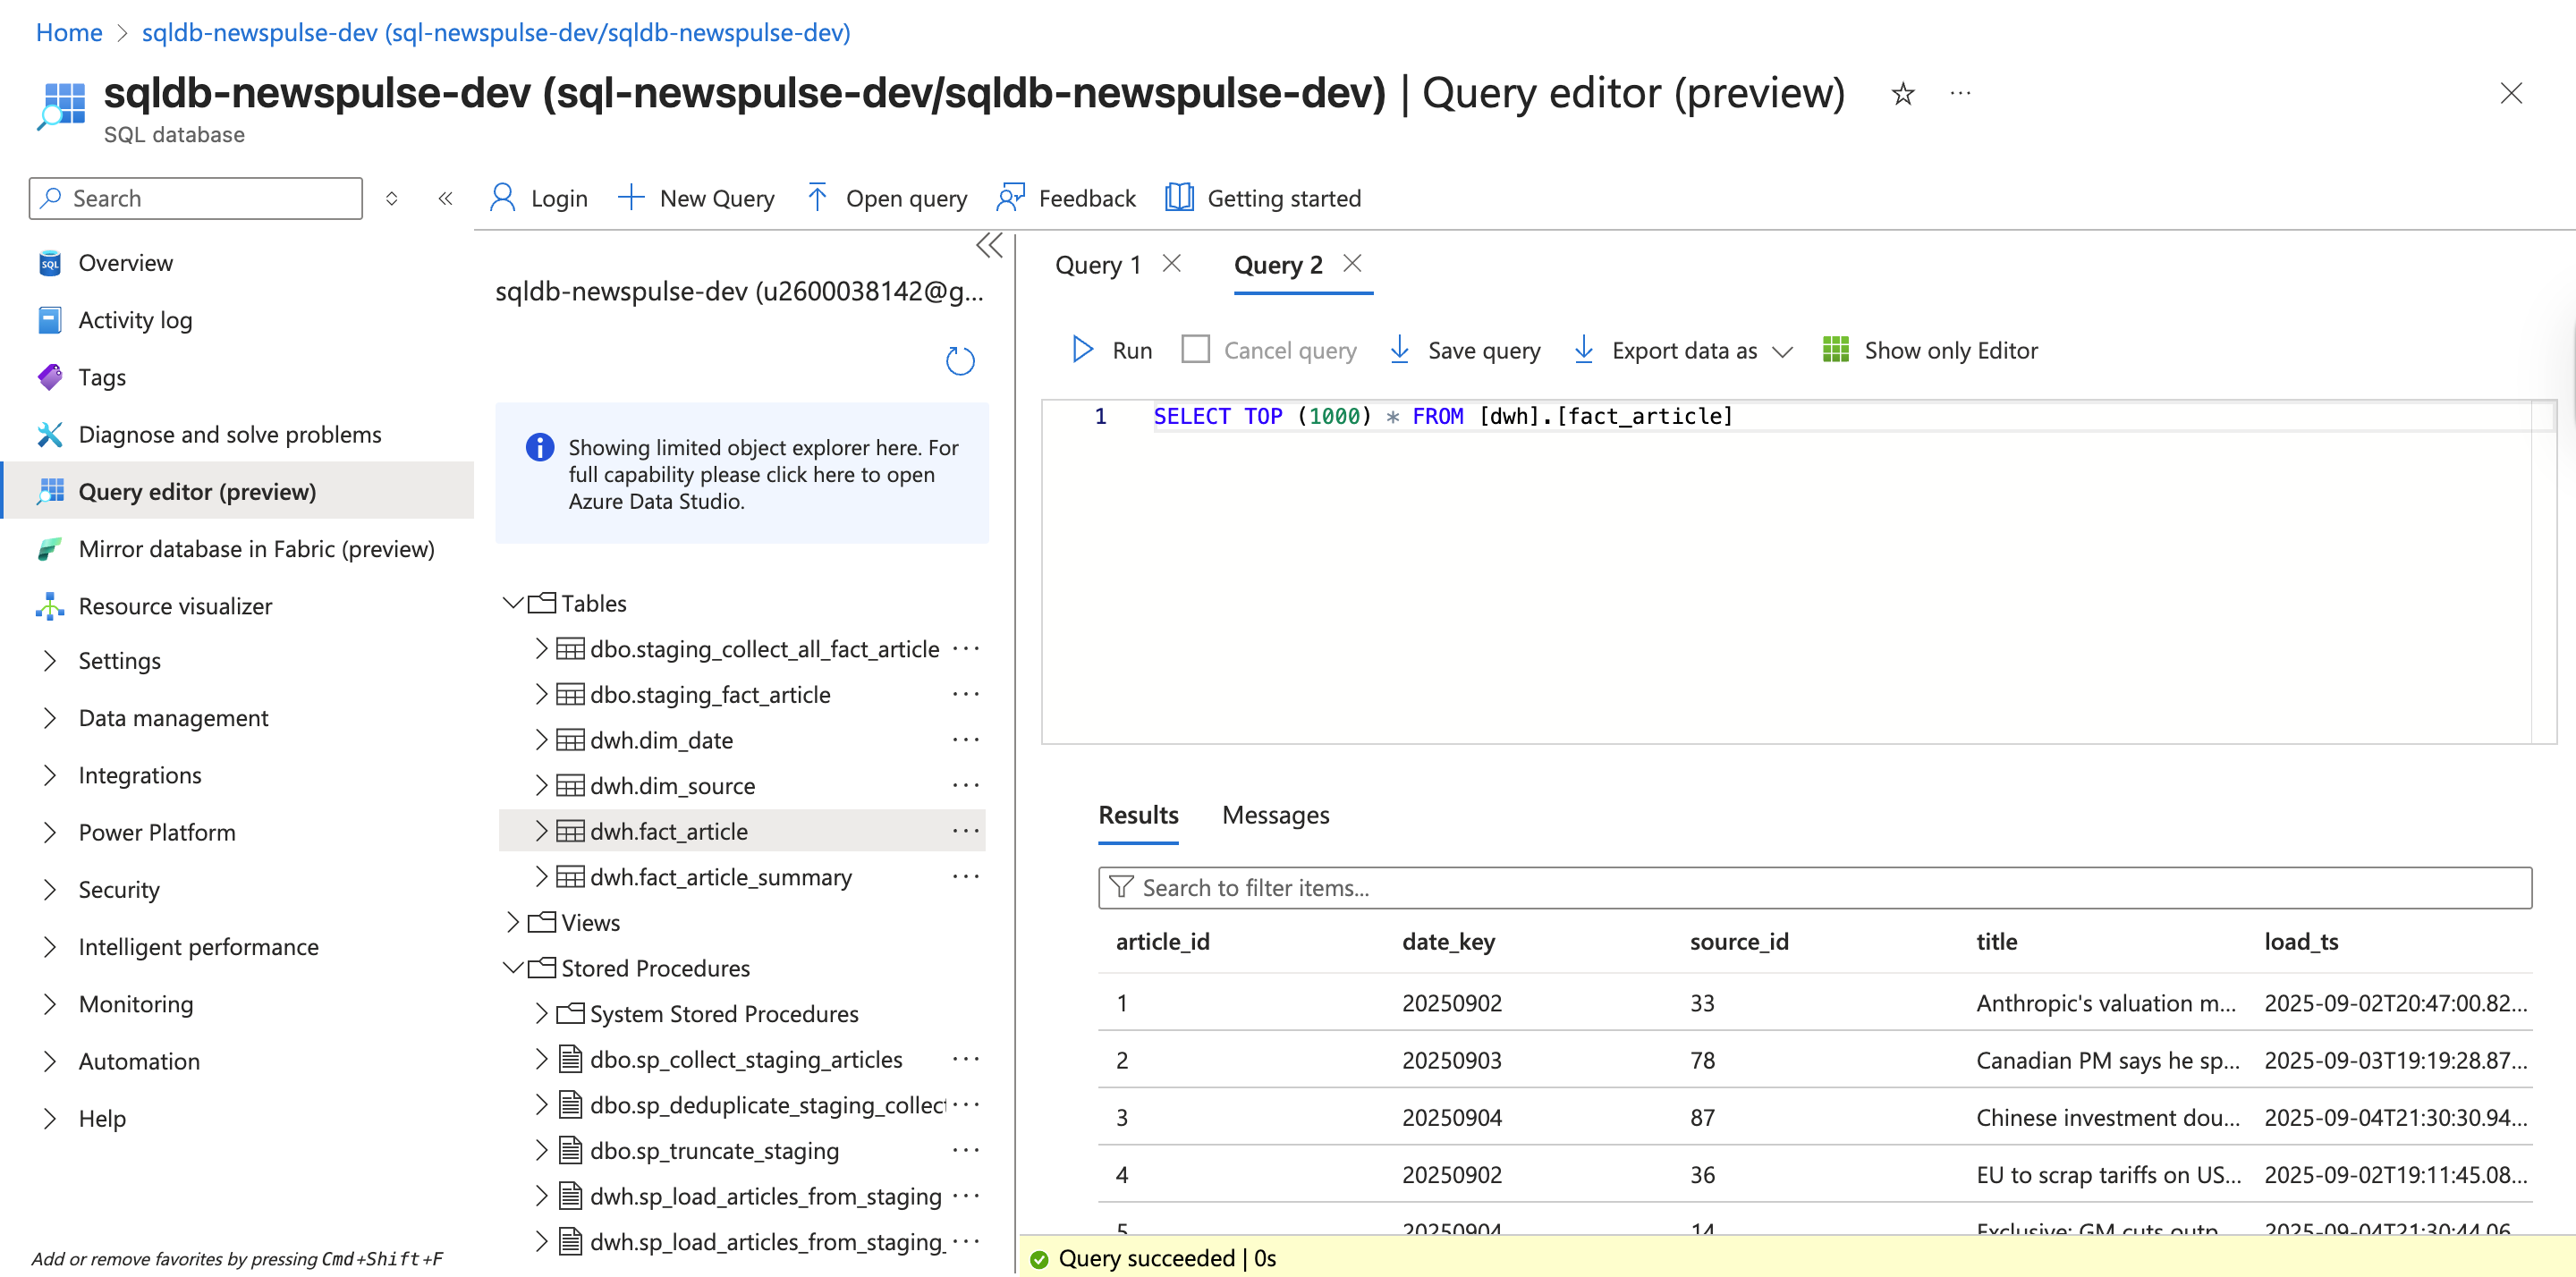 Home > sqldb-newspulse-dev (sql-newspulse-dev/sqldb-newspulse-dev)
sqldb-newspulse-dev (sql-newspulse-dev/sqldb-newspulse-dev) | Query editor (preview)
SQL database
Search
Login
New Query
Open query
Feedback
Getting started
Overview
Activity log
Tags
Diagnose and solve problems
Query editor (preview)
Mirror database in Fabric (preview)
Resource visualizer
Settings
Data management
Integrations
Power Platform
Security
Intelligent performance
Monitoring
Automation
Help
Add or remove favorites by pressing Cmd+Shift+F
sqldb-newspulse-dev (u2600038142@g...
Showing limited object explorer here. For
full capability please click here to open
Azure Data Studio.
Tables
dbo.staging_collect_all_fact_article
dbo.staging_fact_article
dwh.dim_date
dwh.dim_source
dwh.fact_article
dwh.fact_article_summary
Views
Stored Procedures
System Stored Procedures
dbo.sp_collect_staging_articles
dbo.sp_deduplicate_staging_collect
dbo.sp_truncate_staging
dwh.sp_load_articles_from_staging
dwh.sp_load_articles_from_staging_
Query 1
Query 2
Run
Cancel query
Save query
Export data as
Show only Editor
1 SELECT TOP (1000) * FROM [dwh].[fact_article]
Results
Messages
Search to filter items...
article_id date_key source_id title load_ts
1 20250902 33 Anthropic's valuation m... 2025-09-02T20:47:00.82...
2 20250903 78 Canadian PM says he sp... 2025-09-03T19:19:28.87...
3 20250904 87 Chinese investment dou... 2025-09-04T21:30:30.94...
4 20250902 36 EU to scrap tariffs on US... 2025-09-02T19:11:45.08...
5 20250904 14 Exclusive: GM cuts outp... 2025-09-04T21:30:44.06...
Query succeeded | 0s